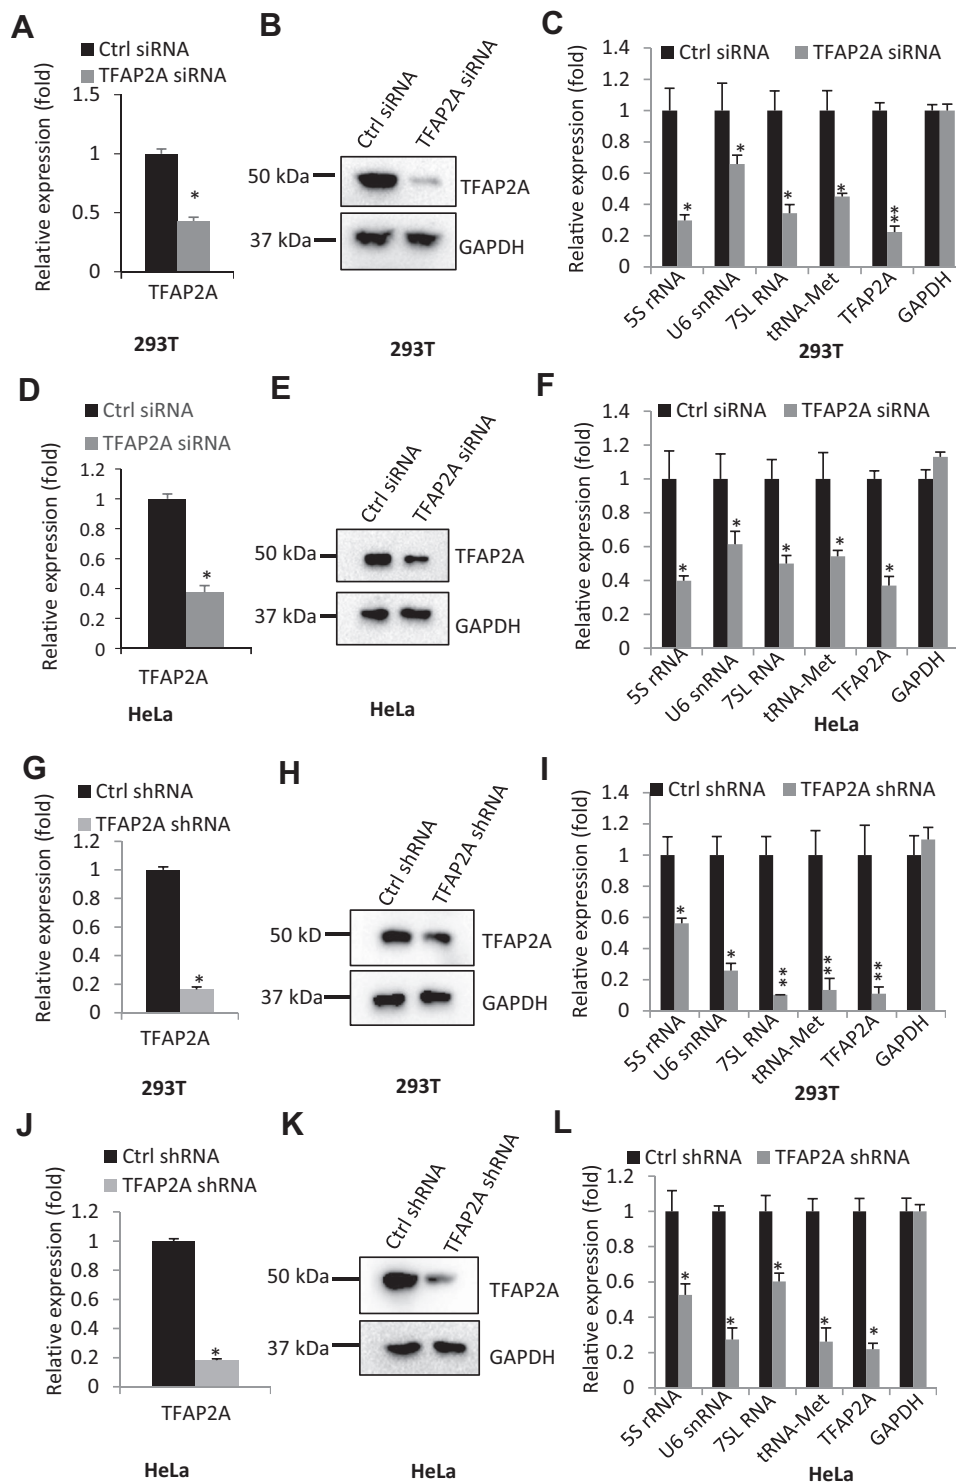 A
Ctrl siRNA
TFAP2A siRNA
Relative expression (fold)
1.5
1
0.5
0
*
TFAP2A
293T
B
Ctrl siRNA
TFAP2A siRNA
50 kDa
TFAP2A
37 kDa
GAPDH
293T
C
Ctrl siRNA
TFAP2A siRNA
Relative expression (fold)
1.4
1.2
1
0.8
0.6
0.4
0.2
0
* * * * **
5S rRNA
U6 snRNA
7SL RNA
tRNA-Met
TFAP2A
GAPDH
293T
D
Ctrl siRNA
TFAP2A siRNA
Relative expression (fold)
1.2
1
0.8
0.6
0.4
0.2
0
*
TFAP2A
HeLa
E
Ctrl siRNA
TFAP2A siRNA
50 kDa
TFAP2A
37 kDa
GAPDH
HeLa
F
Ctrl siRNA
TFAP2A siRNA
Relative expression (fold)
1.4
1.2
1
0.8
0.6
0.4
0.2
0
* * * * *
5S rRNA
U6 snRNA
7SL RNA
tRNA-Met
TFAP2A
GAPDH
HeLa
G
Ctrl shRNA
TFAP2A shRNA
Relative expression (fold)
1.2
1
0.8
0.6
0.4
0.2
0
*
TFAP2A
293T
H
Ctrl shRNA
TFAP2A shRNA
50 kD
TFAP2A
37 kDa
GAPDH
293T
I
Ctrl shRNA
TFAP2A shRNA
Relative expression (fold)
1.4
1.2
1
0.8
0.6
0.4
0.2
0
* * ** ** **
5S rRNA
U6 snRNA
7SL RNA
tRNA-Met
TFAP2A
GAPDH
293T
J
Ctrl shRNA
TFAP2A shRNA
Relative expression (fold)
1.2
1
0.8
0.6
0.4
0.2
0
*
TFAP2A
HeLa
K
Ctrl shRNA
TFAP2A shRNA
50 kDa
TFAP2A
37 kDa
GAPDH
HeLa
L
Ctrl shRNA
TFAP2A shRNA
Relative expression (fold)
1.2
1
0.8
0.6
0.4
0.2
0
* * * * *
5S rRNA
U6 snRNA
7SL RNA
tRNA-Met
TFAP2A
GAPDH
HeLa